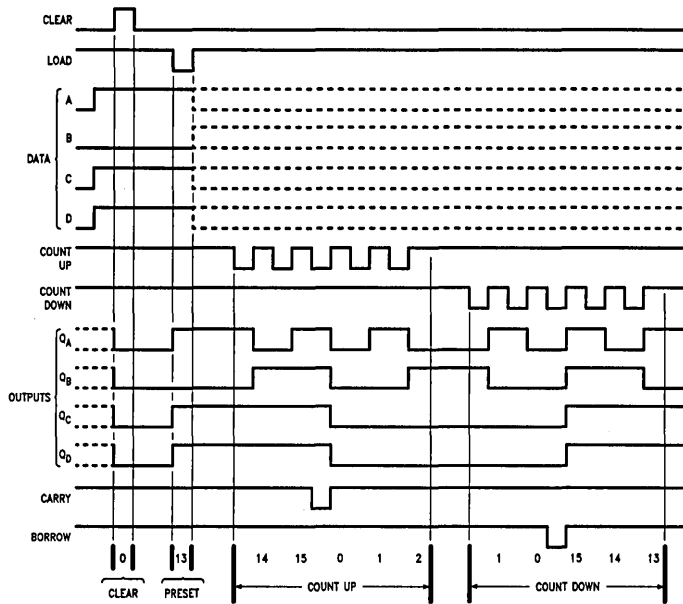 CLEAR
LOAD
A
B
DATA
C
D
COUNT
UP
COUNT
DOWN
QA
QB
OUTPUTS
QC
QD
CARRY
BORROW
0 13 14 15 0 1 2 1 0 15 14 13
CLEAR PRESET COUNT UP COUNT DOWN